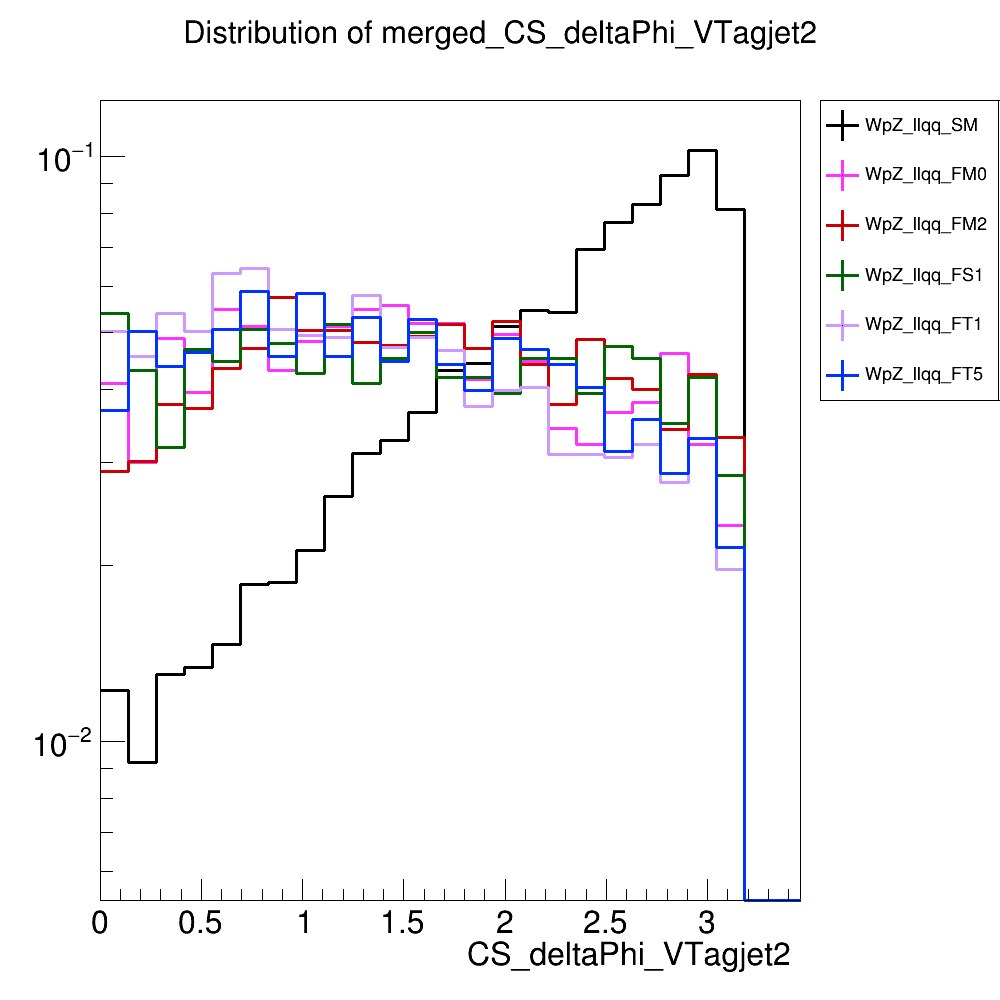 Distribution of merged_CS_deltaPhi_VTagjet2
10⁻¹
10⁻²
0 0.5 1 1.5 2 2.5 3
CS_deltaPhi_VTagjet2
WpZ_llqq_SM
WpZ_llqq_FM0
WpZ_llqq_FM2
WpZ_llqq_FS1
WpZ_llqq_FT1
WpZ_llqq_FT5